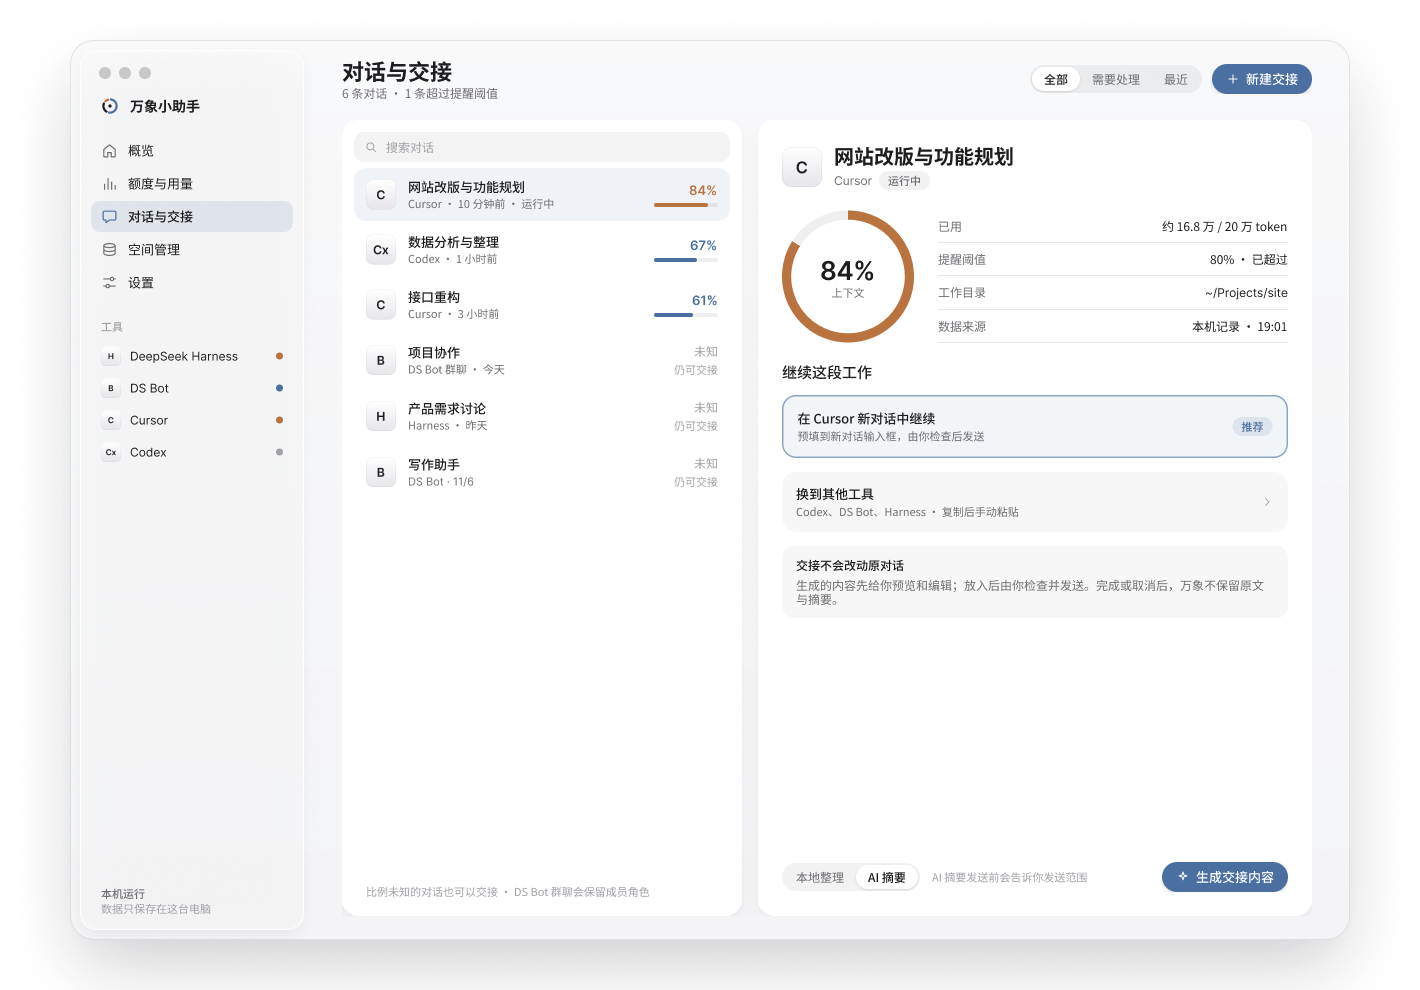 万象小助手
概览
额度与用量
对话与交接
空间管理
设置
工具
H DeepSeek Harness
B DS Bot
C Cursor
Cx Codex
本机运行
数据只保存在这台电脑
对话与交接
6 条对话 • 1 条超过提醒阈值
全部 需要处理 最近
+ 新建交接
搜索对话
C 网站改版与功能规划 84%
Cursor • 10 分钟前 • 运行中
Cx 数据分析与整理 67%
Codex • 1 小时前
C 接口重构 61%
Cursor • 3 小时前
B 项目协作 未知
DS Bot 群聊 • 今天 仍可交接
H 产品需求讨论 未知
Harness • 昨天 仍可交接
B 写作助手 未知
DS Bot · 11/6 仍可交接
比例未知的对话也可以交接 • DS Bot 群聊会保留成员角色
C 网站改版与功能规划
Cursor 运行中
84%
上下文
已用 约 16.8 万 / 20 万 token
提醒阈值 80% • 已超过
工作目录 ~/Projects/site
数据来源 本机记录 • 19:01
继续这段工作
在 Cursor 新对话中继续
预填到新对话输入框，由你检查后发送
推荐
换到其他工具
Codex、DS Bot、Harness • 复制后手动粘贴
交接不会改动原对话
生成的内容先给你预览和编辑；放入后由你检查并发送。完成或取消后，万象不保留原文
与摘要。
本地整理 AI 摘要 AI 摘要发送前会告诉你发送范围
生成交接内容